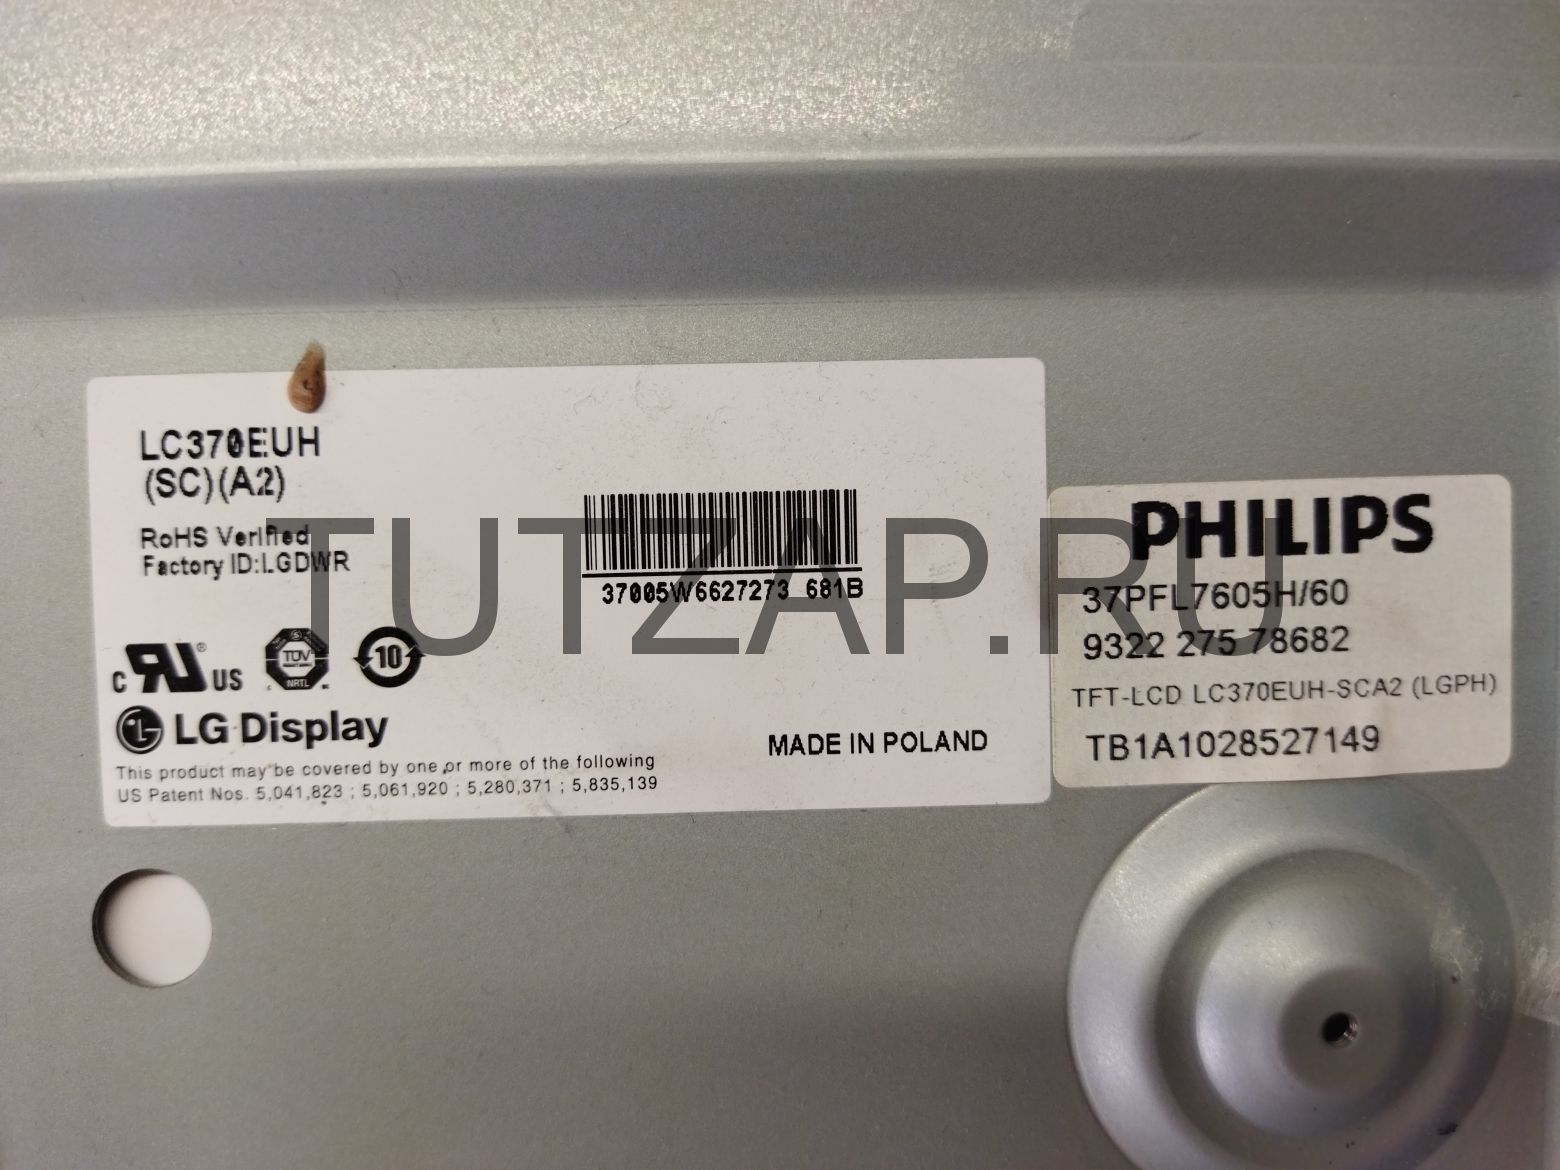 LC370EUH
(SC)(A2)
RoHS Verified
Factory ID:LGDWR
37005W6627273 681B
c RU ® US
TÜV
NRTL
10
LG Display
MADE IN POLAND
This product may be covered by one or more of the following
US Patent Nos. 5,041,823 ; 5,061,920 ; 5,280,371 ; 5,835,139
PHILIPS
37PFL7605H/60
9322 275 78682
TFT-LCD LC370EUH-SCA2 (LGPH)
TB1A1028527149
TUTZAP.RU